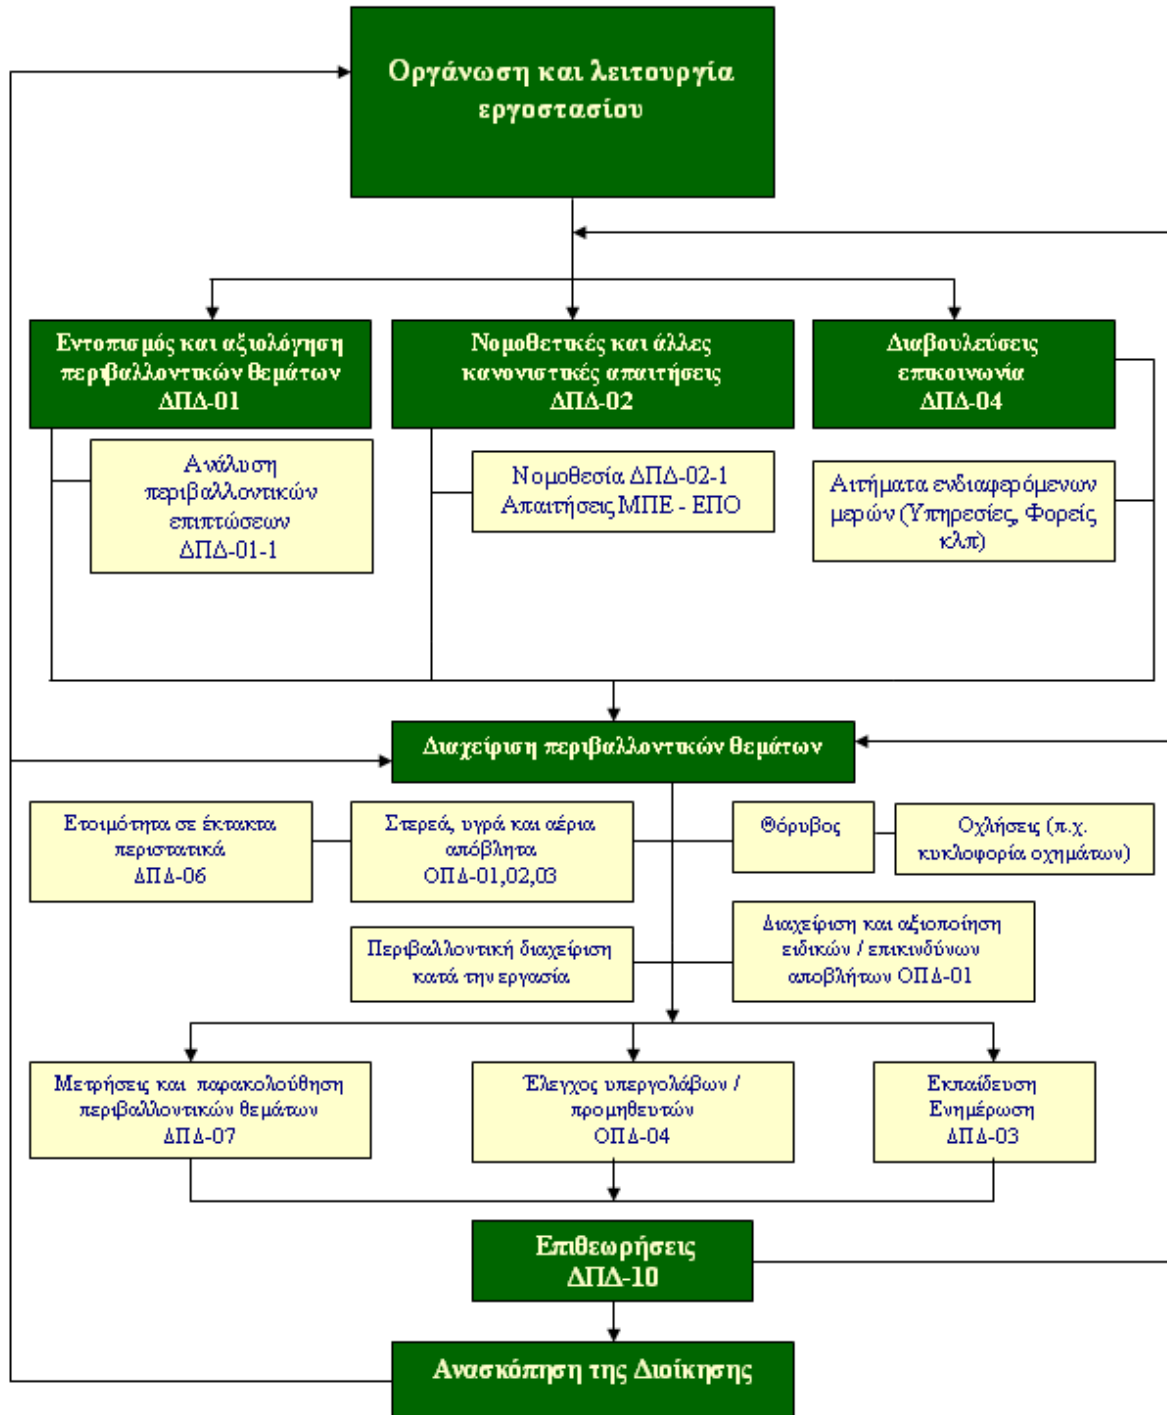 Οργάνωση και λειτουργία
εργοστασίου
Εντοπισμός και αξιολόγηση
περιβαλλοντικών θεμάτων
ΔΠΔ-01
Νομοθετικές και άλλες
κανονιστικές απαιτήσεις
ΔΠΔ-02
Διαβουλεύσεις
επικοινωνία
ΔΠΔ-04
Ανάλυση
περιβαλλοντικών
επιπτώσεων
ΔΠΔ-01-1
Νομοθεσία ΔΠΔ-02-1
Απαιτήσεις ΜΠΕ - ΕΠΟ
Αιτήματα ενδιαφερόμενων
μερών (Υπηρεσίες, Φορείς
κλπ)
Διαχείριση περιβαλλοντικών θεμάτων
Ετοιμότητα σε έκτακτα
περιστατικά
ΔΠΔ-06
Στερεά, υγρά και αέρια
απόβλητα
ΟΠΔ-01,02,03
Θόρυβος
Οχλήσεις (π.χ.
κυκλοφορία οχημάτων)
Περιβαλλοντική διαχείριση
κατά την εργασία
Διαχείριση και αξιοποίηση
ειδικών / επικινδύνων
αποβλήτων ΟΠΔ-01
Μετρήσεις και παρακολούθηση
περιβαλλοντικών θεμάτων
ΔΠΔ-07
Έλεγχος υπεργολάβων /
προμηθευτών
ΟΠΔ-04
Εκπαίδευση
Ενημέρωση
ΔΠΔ-03
Επιθεωρήσεις
ΔΠΔ-10
Ανασκόπηση της Διοίκησης